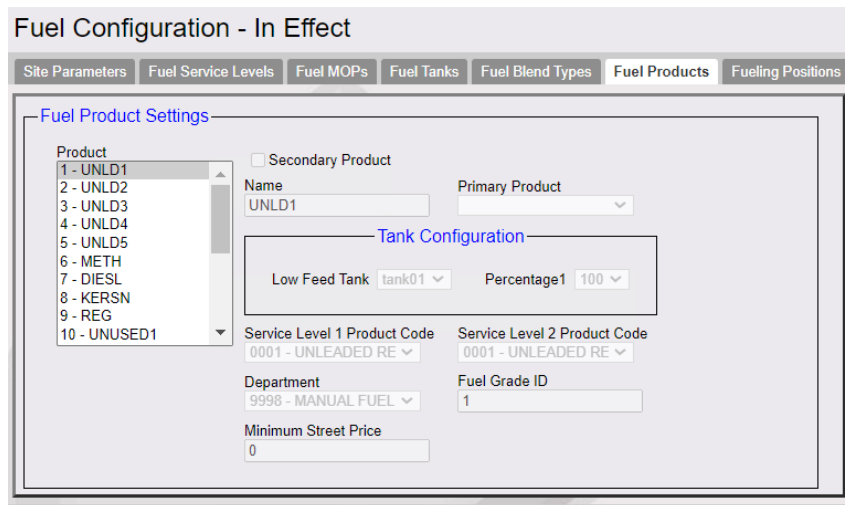 Fuel Configuration - In Effect
Site Parameters Fuel Service Levels Fuel MOPs Fuel Tanks Fuel Blend Types Fuel Products Fueling Positions
Fuel Product Settings
Product
1 - UNLD1
2 - UNLD2
3 - UNLD3
4 - UNLD4
5 - UNLD5
6 - METH
7 - DIESL
8 - KERSN
9 - REG
10 - UNUSED1
Secondary Product
Name Primary Product
UNLD1
Tank Configuration
Low Feed Tank tank01 Percentage1 100
Service Level 1 Product Code Service Level 2 Product Code
0001 - UNLEADED RE 0001 - UNLEADED RE
Department Fuel Grade ID
9998 - MANUAL FUEL 1
Minimum Street Price
0